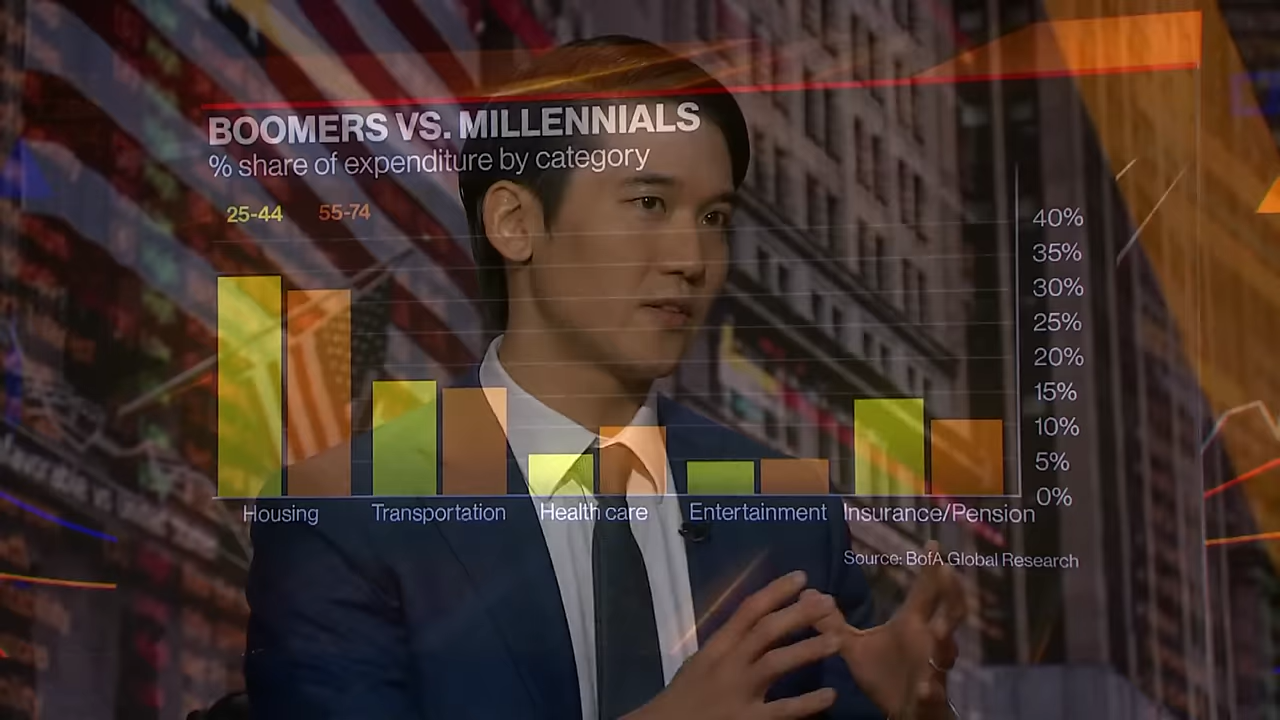 BOOMERS VS. MILLENNIALS
% share of expenditure by category
25-44 55-74
40%
35%
30%
25%
20%
15%
10%
5%
0%
Housing Transportation Health care Entertainment Insurance/Pension
Source: BofA Global Research